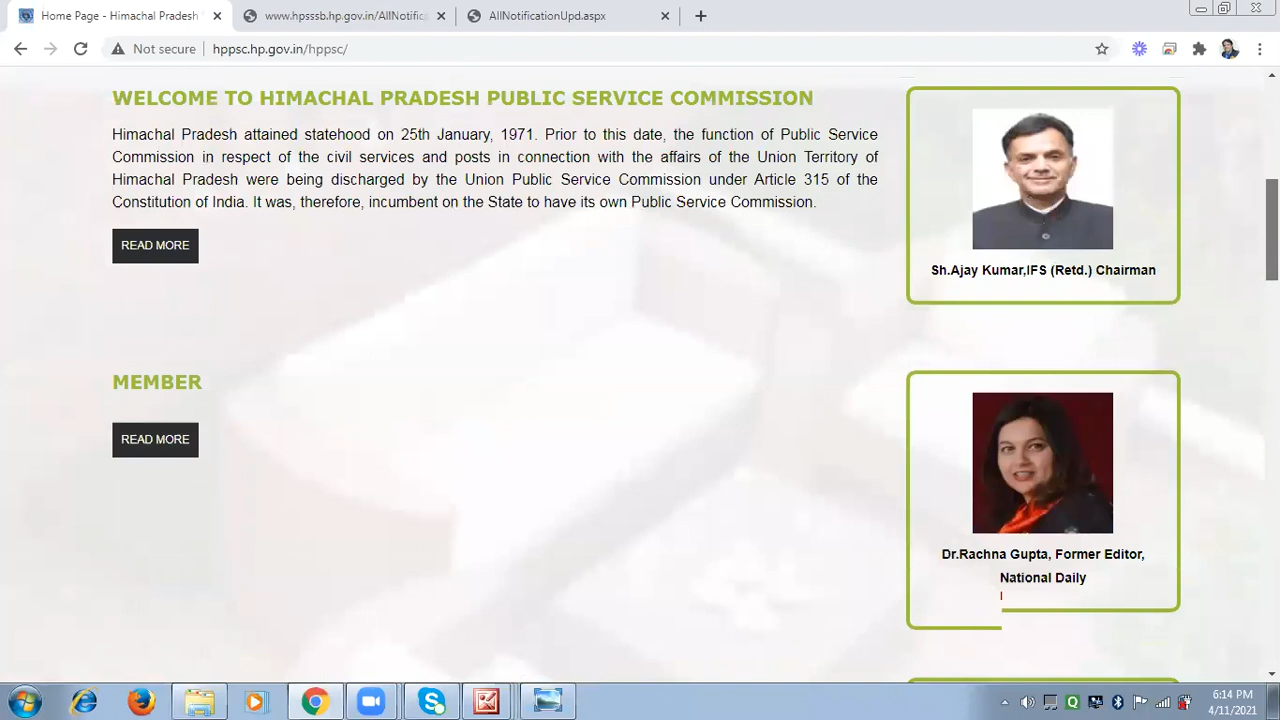 Home Page - Himachal Pradesh
www.hpsssb.hp.gov.in/AllNotific
AllNotificationUpd.aspx
Not secure
hppsc.hp.gov.in/hppsc/
WELCOME TO HIMACHAL PRADESH PUBLIC SERVICE COMMISSION
Himachal Pradesh attained statehood on 25th January, 1971. Prior to this date, the function of Public Service
Commission in respect of the civil services and posts in connection with the affairs of the Union Territory of
Himachal Pradesh were being discharged by the Union Public Service Commission under Article 315 of the
Constitution of India. It was, therefore, incumbent on the State to have its own Public Service Commission.
READ MORE
Sh.Ajay Kumar,IFS (Retd.) Chairman
MEMBER
READ MORE
Dr.Rachna Gupta, Former Editor,
National Daily
6:14 PM
4/11/2021